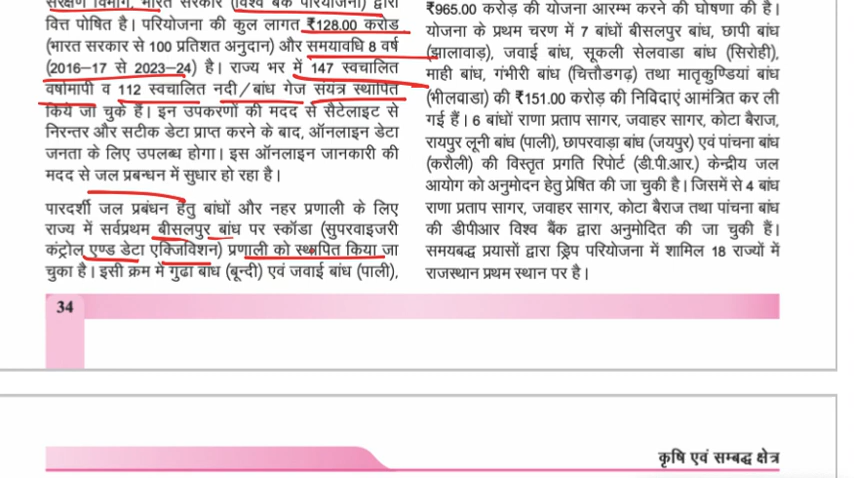 संरक्षण विभाग, भारत सरकार (विश्व बैंक परियोजना) द्वारा
वित्त पोषित है। परियोजना की कुल लागत ₹128.00 करोड़
(भारत सरकार से 100 प्रतिशत अनुदान) और समयावधि 8 वर्ष
(2016–17 से 2023–24) है। राज्य भर में 147 स्वचालित
वर्षामापी व 112 स्वचालित नदी/बांध गेज संयंत्र स्थापित
किये जा चुके हैं। इन उपकरणों की मदद से सैटेलाइट से
निरन्तर और सटीक डेटा प्राप्त करने के बाद, ऑनलाइन डेटा
जनता के लिए उपलब्ध होगा। इस ऑनलाइन जानकारी की
मदद से जल प्रबन्धन में सुधार हो रहा है।
पारदर्शी जल प्रबंधन हेतु बांधों और नहर प्रणाली के लिए
राज्य में सर्वप्रथम बीसलपुर बांध पर स्कॉडा (सुपरवाइजरी
कंट्रोल एण्ड डेटा एक्जिविशन) प्रणाली को स्थापित किया जा
चुका है। इसी क्रम में गुढा बांध (बून्दी) एवं जवाई बांध (पाली),
₹965.00 करोड़ की योजना आरम्भ करने की घोषणा की है।
योजना के प्रथम चरण में 7 बांधों बीसलपुर बांध, छापी बांध
(झालावाड़), जवाई बांध, सूकली सेलवाडा बांध (सिरोही),
माही बांध, गंभीरी बांध (चित्तौडगढ़) तथा मातृकुण्डियां बांध
(भीलवाडा) की ₹151.00 करोड़ की निविदाएं आमंत्रित कर ली
गई हैं। 6 बांधों राणा प्रताप सागर, जवाहर सागर, कोटा बैराज,
रायपुर लूनी बांध (पाली), छापरवाड़ा बांध (जयपुर) एवं पांचना बांध
(करौली) की विस्तृत प्रगति रिपोर्ट (डी.पी.आर.) केन्द्रीय जल
आयोग को अनुमोदन हेतु प्रेषित की जा चुकी है। जिसमें से 4 बांध
राणा प्रताप सागर, जवाहर सागर, कोटा बैराज तथा पांचना बांध
की डीपीआर विश्व बैंक द्वारा अनुमोदित की जा चुकी हैं।
समयबद्ध प्रयासों द्वारा ड्रिप परियोजना में शामिल 18 राज्यों में
राजस्थान प्रथम स्थान पर है।
34
कृषि एवं सम्बद्ध क्षेत्र